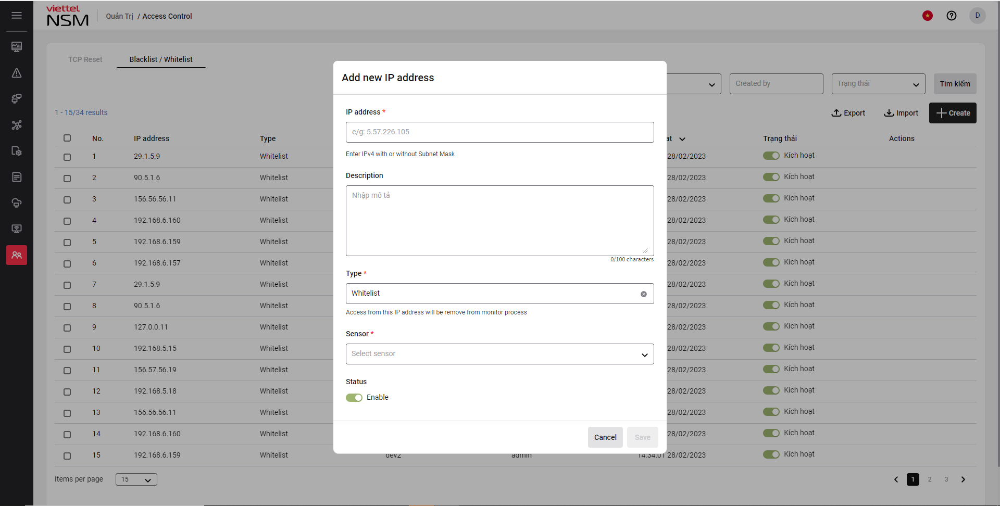 viettel
NSM
Quản Trị / Access Control
D
TCP Reset
Blacklist / Whitelist
Created by
Trạng thái
Tìm kiếm
1 - 15/34 results
Export
Import
Create
No. IP address Type at Trạng thái Actions
1 29.1.5.9 Whitelist 28/02/2023 Kích hoạt
2 90.5.1.6 Whitelist 28/02/2023 Kích hoạt
3 156.56.56.11 Whitelist 28/02/2023 Kích hoạt
4 192.168.6.160 Whitelist 28/02/2023 Kích hoạt
5 192.168.6.159 Whitelist 28/02/2023 Kích hoạt
6 192.168.6.157 Whitelist 28/02/2023 Kích hoạt
7 29.1.5.9 Whitelist 28/02/2023 Kích hoạt
8 90.5.1.6 Whitelist 28/02/2023 Kích hoạt
9 127.0.0.11 Whitelist 28/02/2023 Kích hoạt
10 192.168.5.15 Whitelist 28/02/2023 Kích hoạt
11 156.57.56.19 Whitelist 28/02/2023 Kích hoạt
12 192.168.5.18 Whitelist 28/02/2023 Kích hoạt
13 156.56.56.11 Whitelist 28/02/2023 Kích hoạt
14 192.168.6.160 Whitelist 28/02/2023 Kích hoạt
15 192.168.6.159 Whitelist dev2 admin 14:34:01 28/02/2023 Kích hoạt
Items per page 15
1 2 3
Add new IP address
IP address *
e/g: 5.57.226.105
Enter IPv4 with or without Subnet Mask
Description
Nhập mô tả
0/100 characters
Type *
Whitelist
Access from this IP address will be remove from monitor process
Sensor *
Select sensor
Status
Enable
Cancel
Save